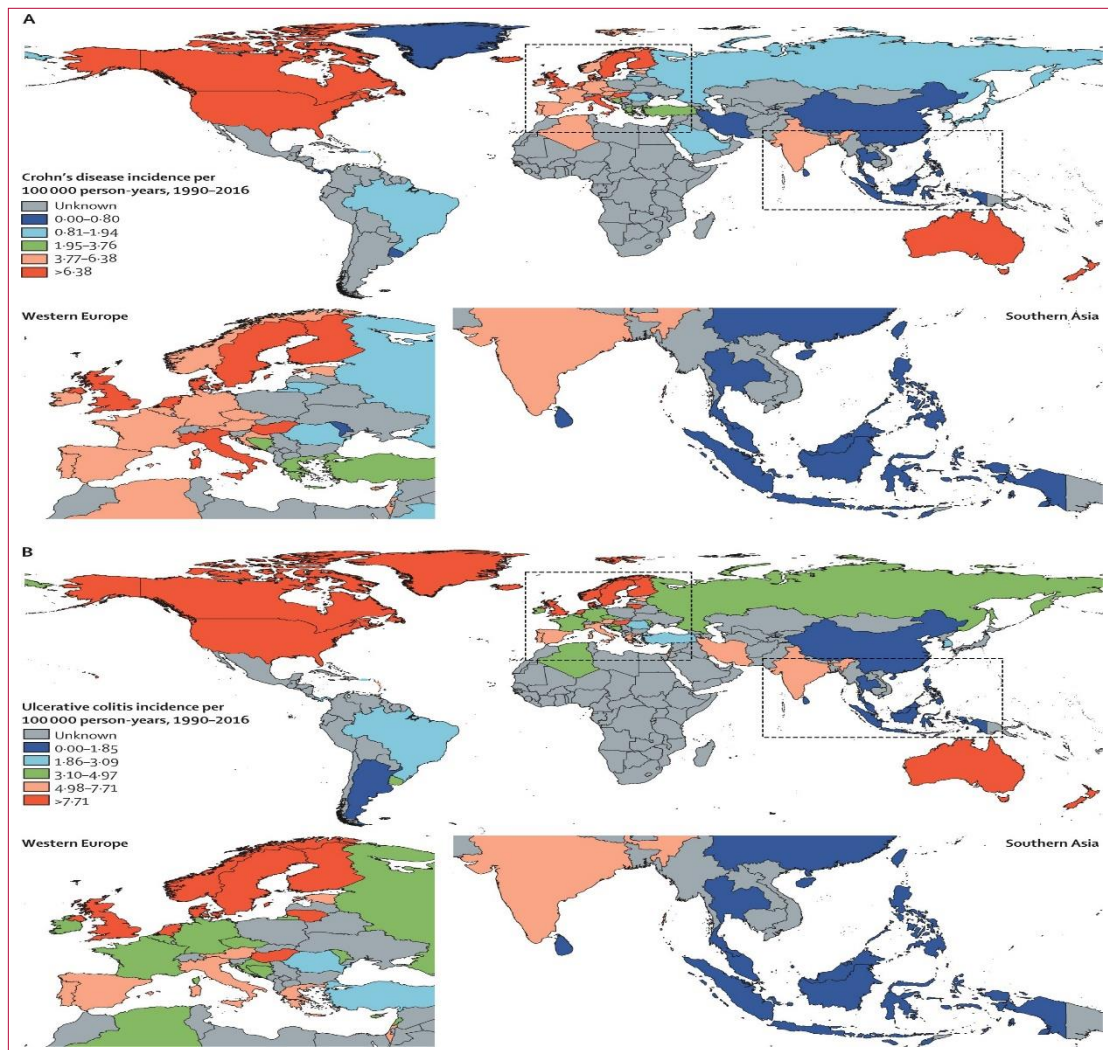 A
Crohn's disease incidence per
100 000 person-years, 1990–2016
Unknown
0·00–0·80
0·81–1·94
1·95–3·76
3·77–6·38
>6·38
Western Europe
Southern Asia
B
Ulcerative colitis incidence per
100 000 person-years, 1990–2016
Unknown
0·00–1·85
1·86–3·09
3·10–4·97
4·98–7·71
>7·71
Western Europe
Southern Asia